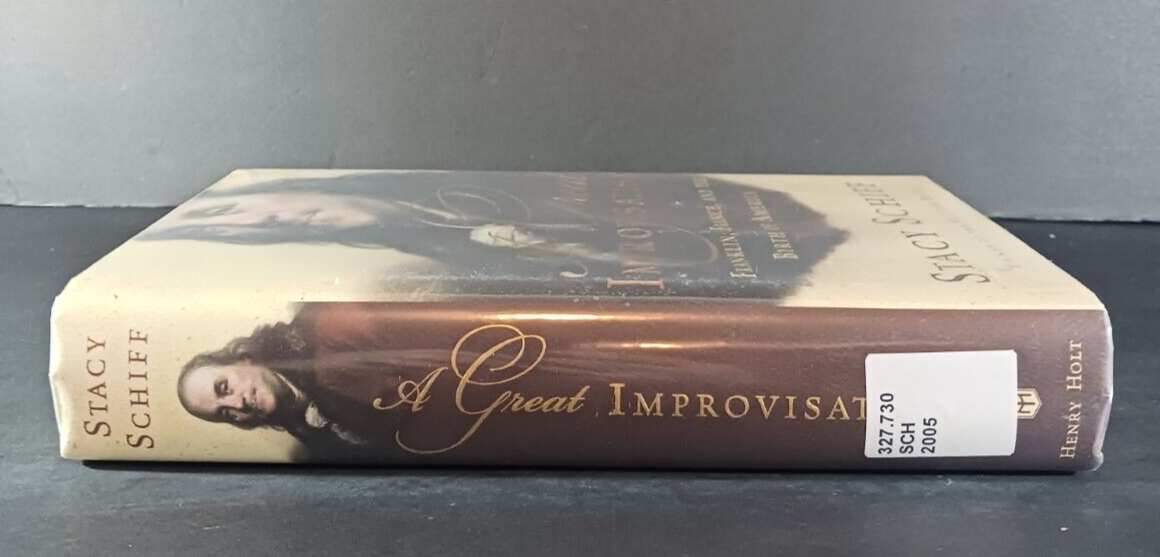 STACY
SCHIFF
A Great IMPROVISAT
327.730
SCH
2005
HENRY HOLT
FRANKLIN, FRANCE, AND THE
BIRTH OF AMERICA
STACY SCHIFF